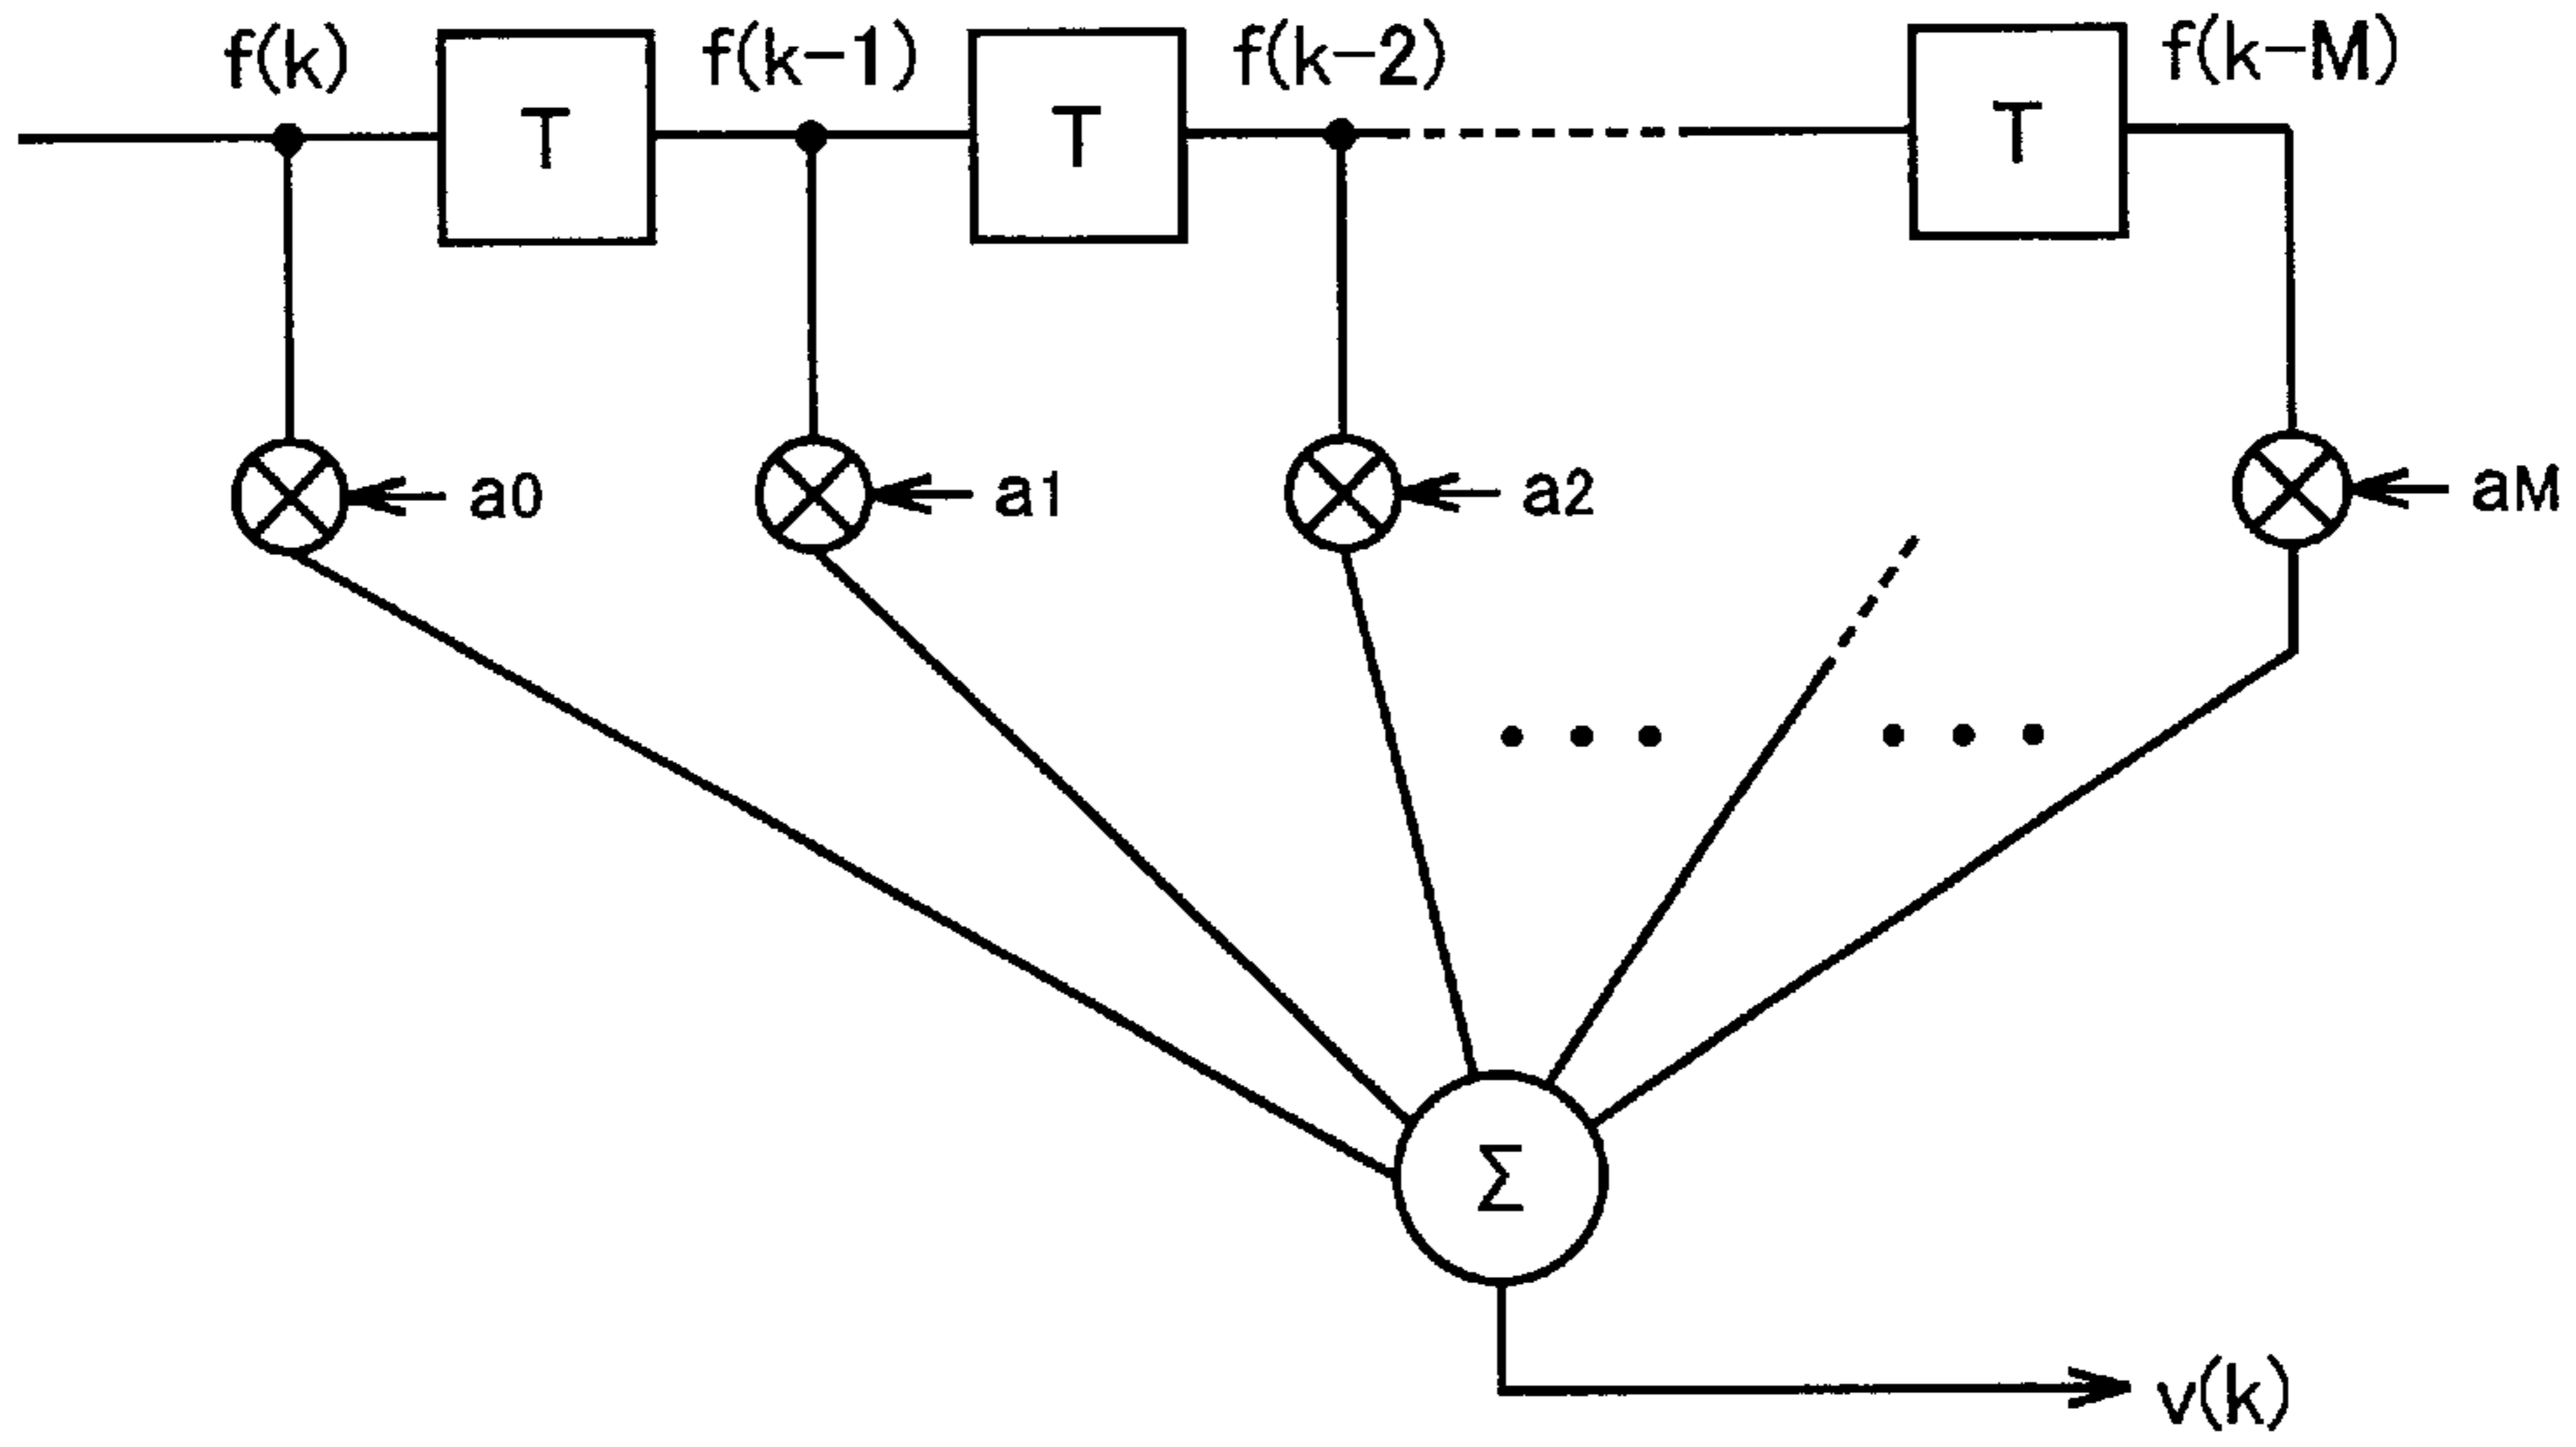 f(k) f(k-1) f(k-2) f(k-M)
T T T
a0 a1 a2 aM
Σ
v(k)